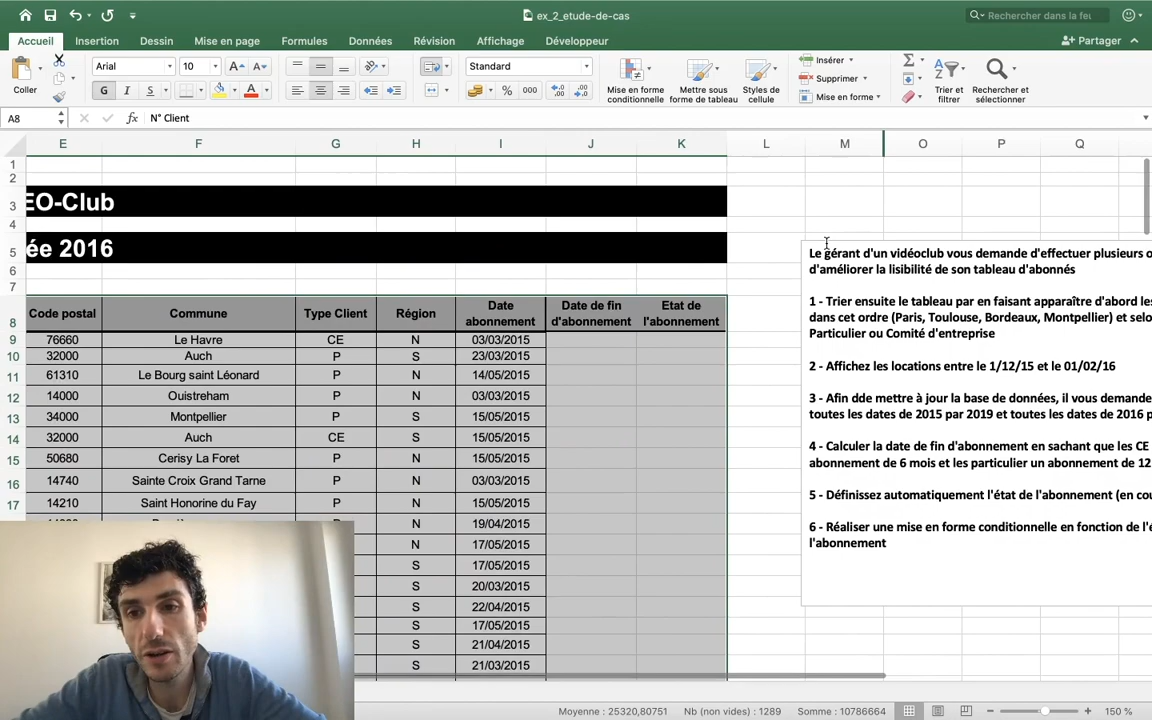 ex_2_etude-de-cas
Rechercher dans la feu
Accueil Insertion Dessin Mise en page Formules Données Révision Affichage Développeur
Partager
Coller
Arial 10
G I S A
Standard
% 000
Mise en forme conditionnelle
Mettre sous forme de tableau
Styles de cellule
Insérer
Supprimer
Mise en forme
Trier et filtrer
Rechercher et sélectionner
A8 fx N° Client
E F G H I J K L M O P Q
1
2
3 EO-Club
4
5 ée 2016
6
7
8 Code postal Commune Type Client Région Date abonnement Date de fin d'abonnement Etat de l'abonnement
9 76660 Le Havre CE N 03/03/2015
10 32000 Auch P S 23/03/2015
11 61310 Le Bourg saint Léonard P N 14/05/2015
12 14000 Ouistreham P N 03/03/2015
13 34000 Montpellier P S 15/05/2015
14 32000 Auch CE S 15/05/2015
15 50680 Cerisy La Foret P N 15/05/2015
16 14740 Sainte Croix Grand Tarne P N 03/03/2015
17 14210 Saint Honorine du Fay P N 15/05/2015
N 19/04/2015
N 17/05/2015
S 17/05/2015
S 20/03/2015
S 22/04/2015
S 17/05/2015
S 21/04/2015
S 21/03/2015
Le gérant d'un vidéoclub vous demande d'effectuer plusieurs o
d'améliorer la lisibilité de son tableau d'abonnés
1 - Trier ensuite le tableau par en faisant apparaître d'abord les
dans cet ordre (Paris, Toulouse, Bordeaux, Montpellier) et selo
Particulier ou Comité d'entreprise
2 - Affichez les locations entre le 1/12/15 et le 01/02/16
3 - Afin dde mettre à jour la base de données, il vous demande
toutes les dates de 2015 par 2019 et toutes les dates de 2016 p
4 - Calculer la date de fin d'abonnement en sachant que les CE
abonnement de 6 mois et les particulier un abonnement de 12
5 - Définissez automatiquement l'état de l'abonnement (en cou
6 - Réaliser une mise en forme conditionnelle en fonction de l'é
l'abonnement
Moyenne : 25320,80751 Nb (non vides) : 1289 Somme : 10786664 150 %